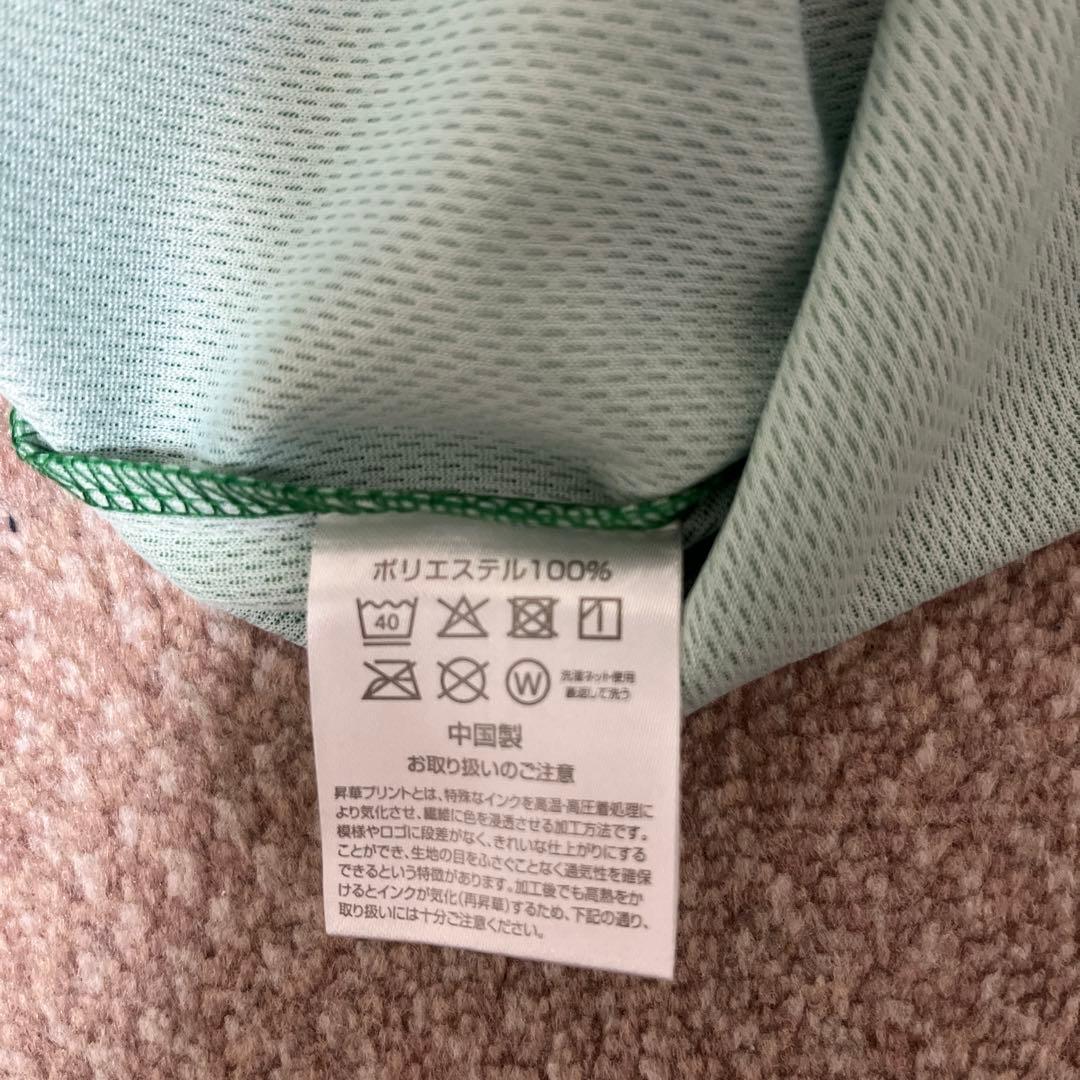 ポリエステル100%
40
W
洗濯ネット使用
裏返して洗う
中国製
お取り扱いのご注意
昇華プリントとは、特殊なインクを高温・高圧着処理に
より気化させ、繊維に色を浸透させる加工方法です。
模様やロゴに段差がなく、きれいな仕上がりにする
ことができ、生地の目をふさぐことなく通気性を確保
できるという特徴があります。加工後でも高熱をか
けるとインクが気化(再昇華)するため、下記の通り、
取り扱いには十分ご注意ください。